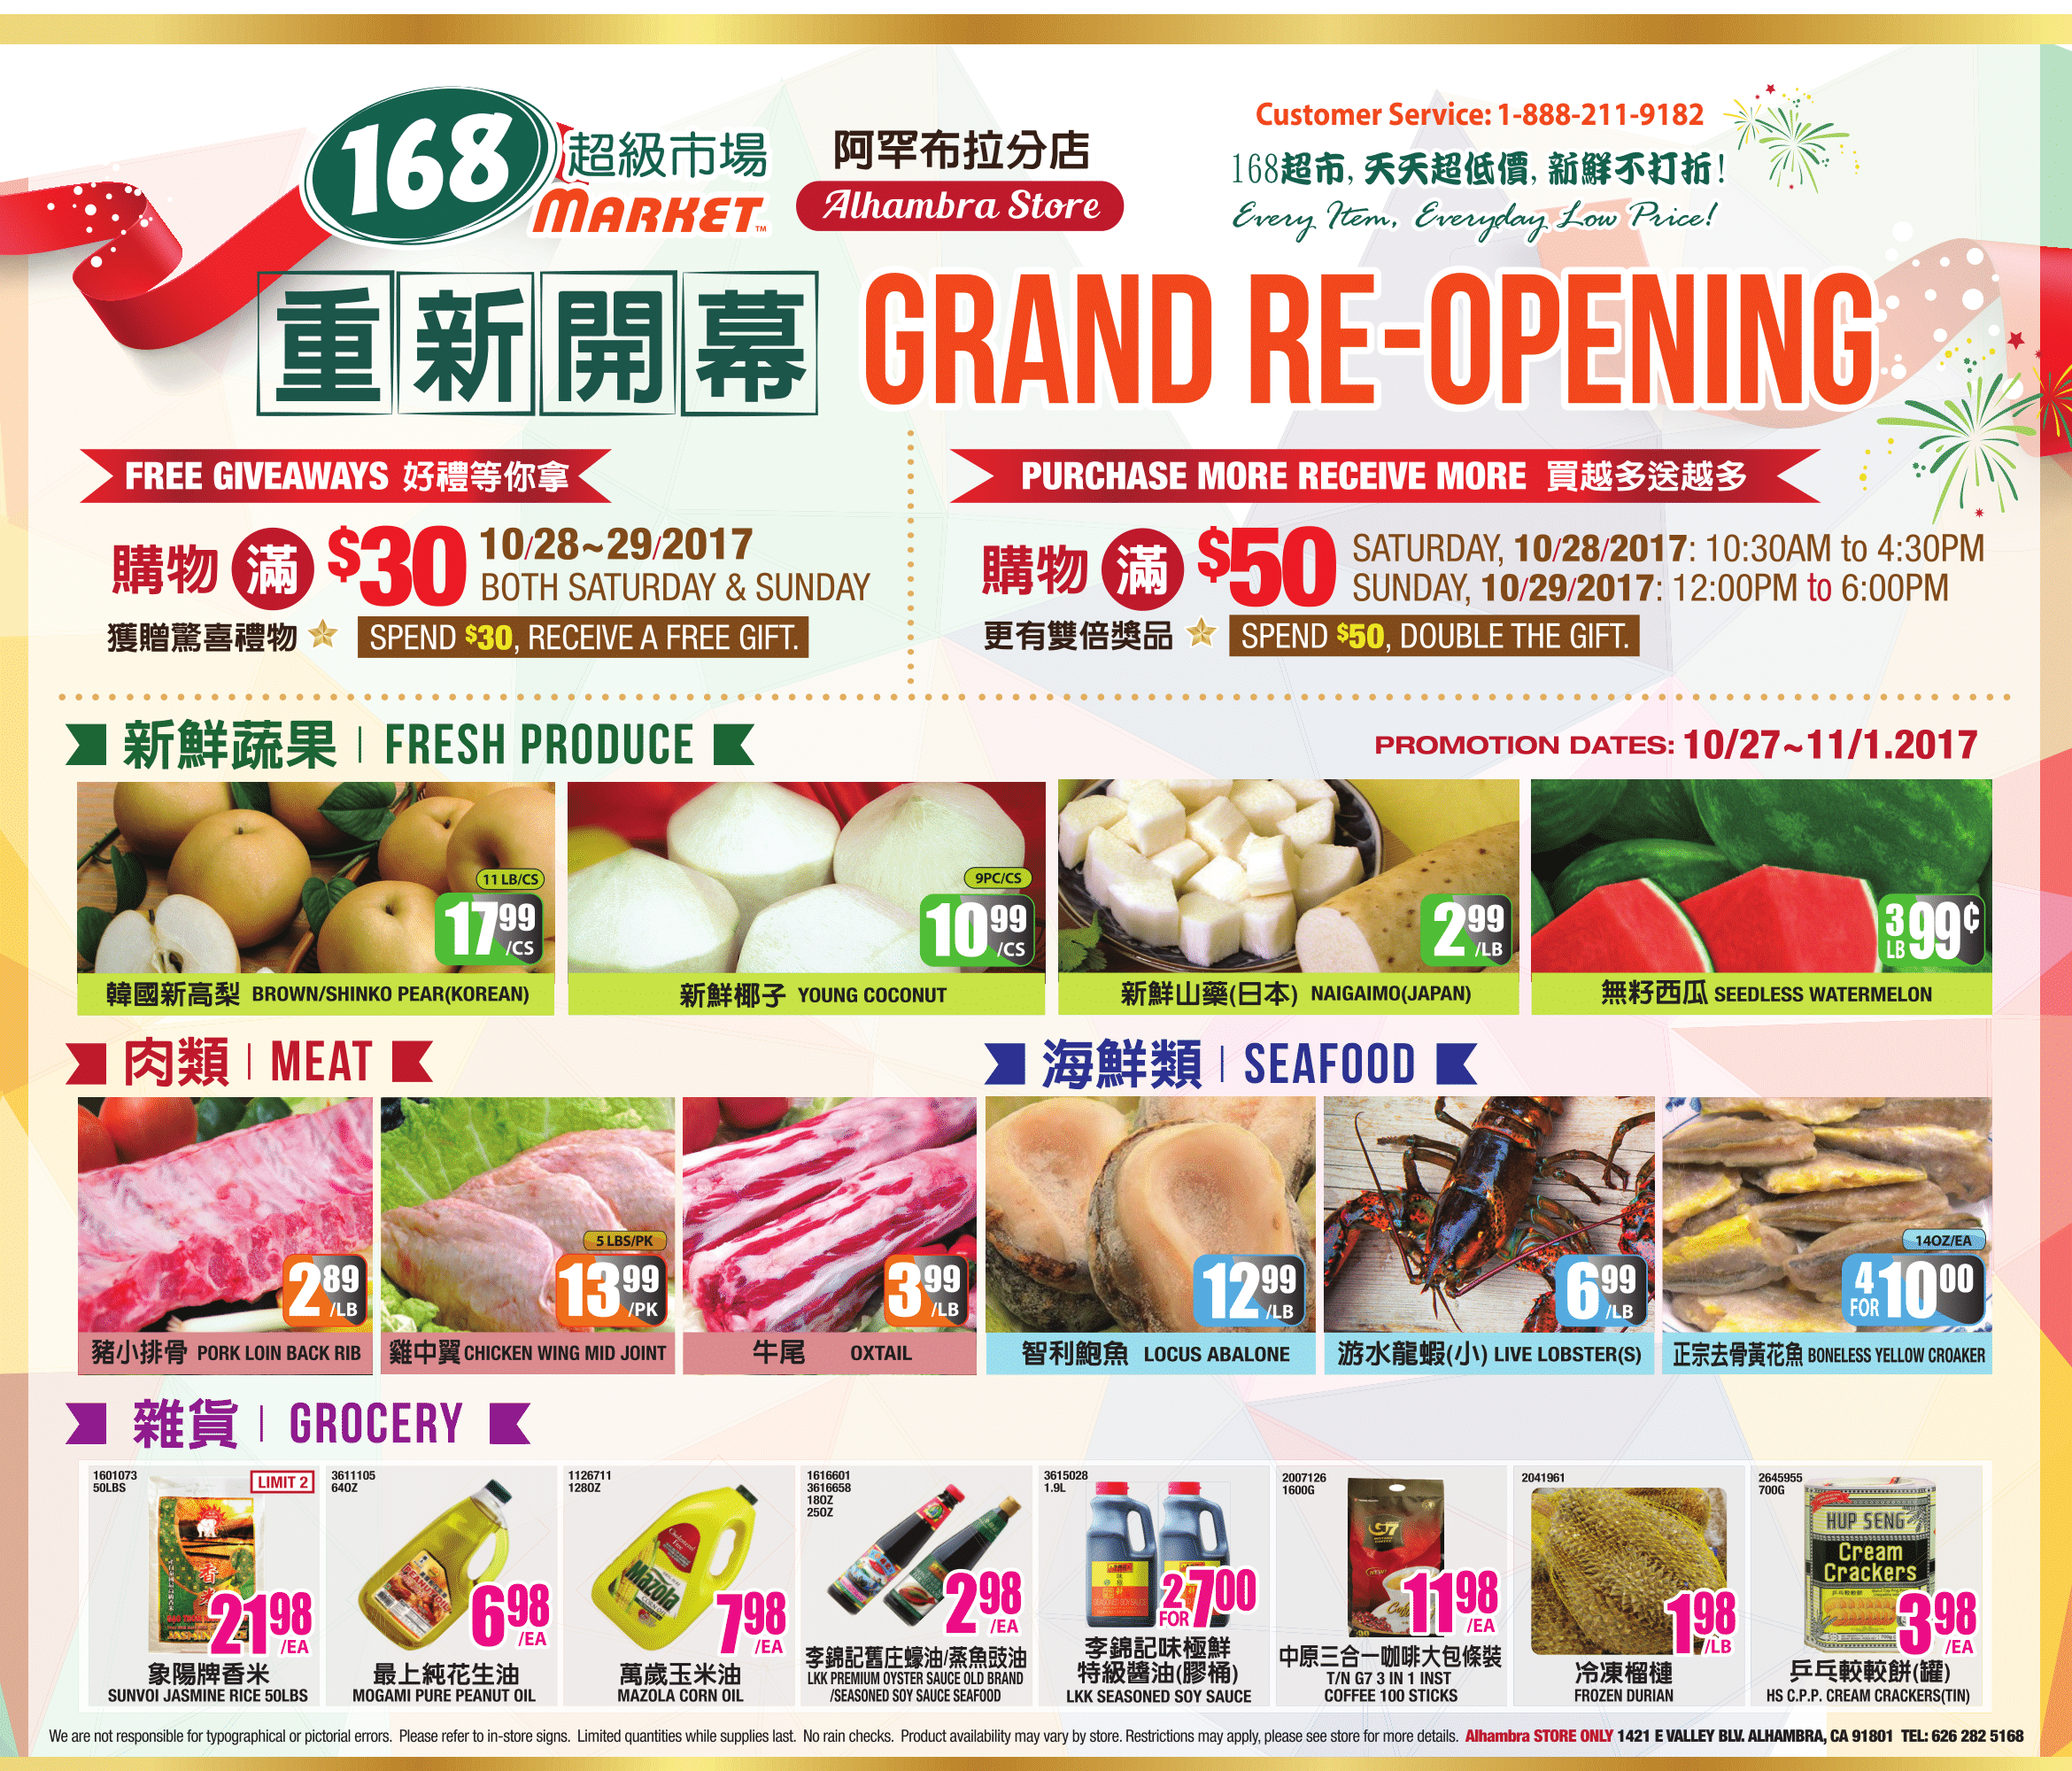 168 超級市場
MARKET™
阿罕布拉分店
Alhambra Store
Customer Service: 1-888-211-9182
168超市, 天天超低價, 新鮮不打折!
Every Item, Everyday Low Price!
重新開幕 GRAND RE-OPENING
FREE GIVEAWAYS 好禮等你拿
購物 滿 $30 10/28~29/2017
BOTH SATURDAY & SUNDAY
獲贈驚喜禮物 SPEND $30, RECEIVE A FREE GIFT.
PURCHASE MORE RECEIVE MORE 買越多送越多
購物 滿 $50 SATURDAY, 10/28/2017: 10:30AM to 4:30PM
SUNDAY, 10/29/2017: 12:00PM to 6:00PM
更有雙倍獎品 SPEND $50, DOUBLE THE GIFT.
新鮮蔬果 | FRESH PRODUCE
PROMOTION DATES: 10/27~11/1.2017
11 LB/CS
17.99 /CS
韓國新高梨 BROWN/SHINKO PEAR(KOREAN)
9PC/CS
10.99 /CS
新鮮椰子 YOUNG COCONUT
2.99 /LB
新鮮山藥(日本) NAIGAIMO(JAPAN)
3 LB 99¢
無籽西瓜 SEEDLESS WATERMELON
肉類 | MEAT
2.89 /LB
豬小排骨 PORK LOIN BACK RIB
5 LBS/PK
13.99 /PK
雞中翼 CHICKEN WING MID JOINT
3.99 /LB
牛尾 OXTAIL
海鮮類 | SEAFOOD
12.99 /LB
智利鮑魚 LOCUS ABALONE
6.99 /LB
游水龍蝦(小) LIVE LOBSTER(S)
14OZ/EA
4 FOR 10.00
正宗去骨黃花魚 BONELESS YELLOW CROAKER
雜貨 | GROCERY
1601073
50LBS
LIMIT 2
香米
21.98 /EA
象陽牌香米
SUNVOI JASMINE RICE 50LBS
3611105
64OZ
PEANUT OIL
6.98 /EA
最上純花生油
MOGAMI PURE PEANUT OIL
1126711
128OZ
Mazola
7.98 /EA
萬歲玉米油
MAZOLA CORN OIL
1616601
3616658
18OZ
25OZ
2.98 /EA
李錦記舊庄蠔油/蒸魚豉油
LKK PREMIUM OYSTER SAUCE OLD BRAND
/SEASONED SOY SAUCE SEAFOOD
3615028
1.9L
2 FOR 7.00
李錦記味極鮮
特級醬油(膠桶)
LKK SEASONED SOY SAUCE
2007126
1600G
G7
11.98 /EA
中原三合一咖啡大包條裝
T/N G7 3 IN 1 INST
COFFEE 100 STICKS
2041961
1.98 /LB
冷凍榴槤
FROZEN DURIAN
2645955
700G
HUP SENG
Cream
Crackers
3.98 /EA
乒乓較較餅(罐)
HS C.P.P. CREAM CRACKERS(TIN)
We are not responsible for typographical or pictorial errors. Please refer to in-store signs. Limited quantities while supplies last. No rain checks. Product availability may vary by store. Restrictions may apply, please see store for more details. Alhambra STORE ONLY 1421 E VALLEY BLV. ALHAMBRA, CA 91801 TEL: 626 282 5168